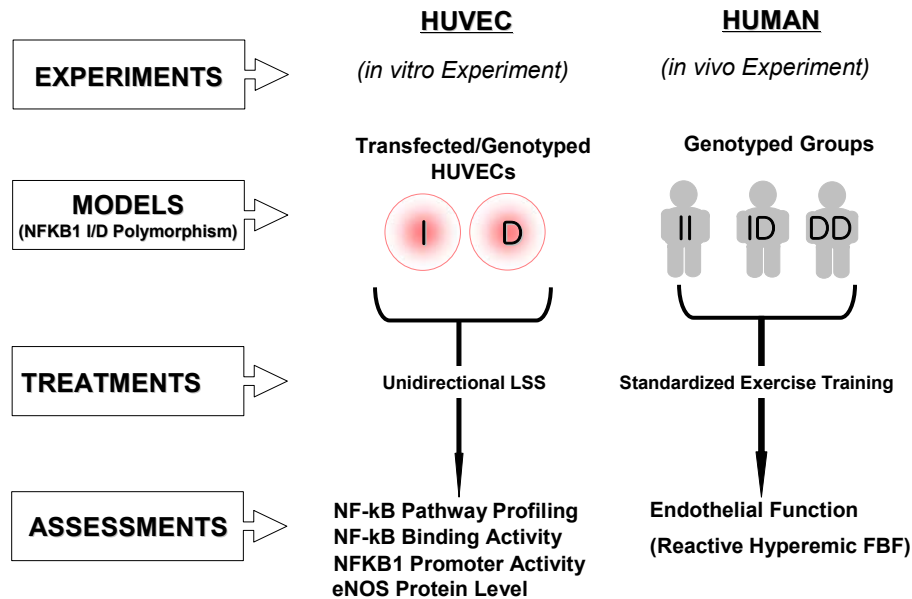 HUVEC
HUMAN
EXPERIMENTS
(in vitro Experiment)
(in vivo Experiment)
MODELS
(NFKB1 I/D Polymorphism)
Transfected/Genotyped
HUVECs
I
D
Genotyped Groups
II
ID
DD
TREATMENTS
Unidirectional LSS
Standardized Exercise Training
ASSESSMENTS
NF-kB Pathway Profiling
NF-kB Binding Activity
NFKB1 Promoter Activity
eNOS Protein Level
Endothelial Function
(Reactive Hyperemic FBF)